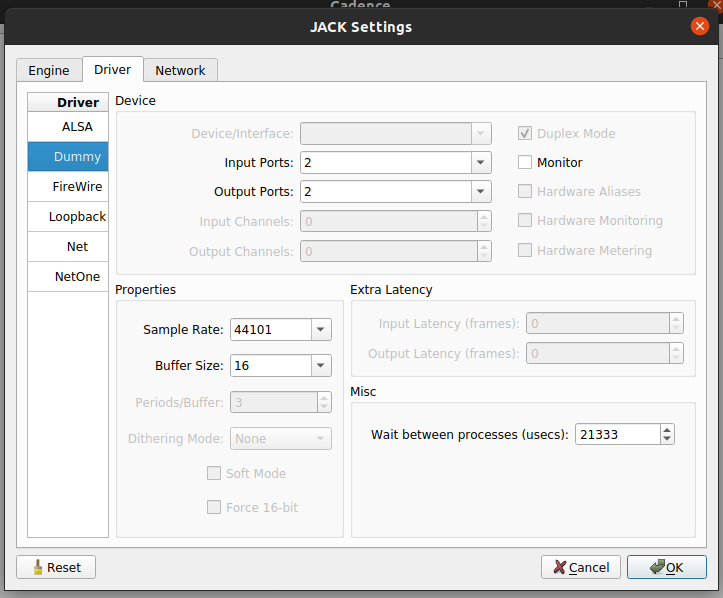 Cadence
JACK Settings
Engine Driver Network
Driver
ALSA
Dummy
FireWire
Loopback
Net
NetOne
Device
Device/Interface:
Duplex Mode
Input Ports: 2
Monitor
Output Ports: 2
Hardware Aliases
Input Channels: 0
Hardware Monitoring
Output Channels: 0
Hardware Metering
Properties
Sample Rate: 44101
Buffer Size: 16
Periods/Buffer: 3
Dithering Mode: None
Soft Mode
Force 16-bit
Extra Latency
Input Latency (frames): 0
Output Latency (frames): 0
Misc
Wait between processes (usecs): 21333
Reset
Cancel
OK